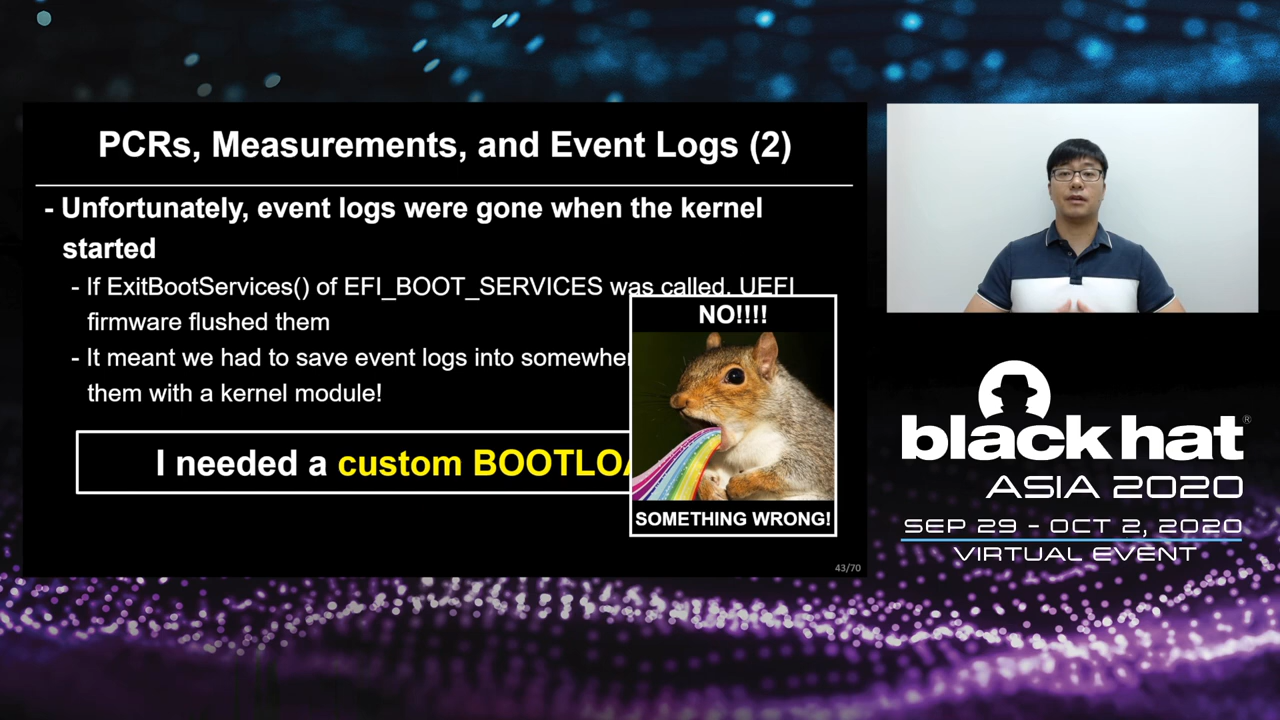 PCRs, Measurements, and Event Logs (2)
- Unfortunately, event logs were gone when the kernel
started
- If ExitBootServices() of EFI_BOOT_SERVICES was called, UEFI
firmware flushed them
- It meant we had to save event logs into
them with a kernel module!
I needed a custom
NO!!!!
SOMETHING WRONG!
43/70
black hat®
ASIA 2020
SEP 29 - OCT 2, 2020
VIRTUAL EVENT